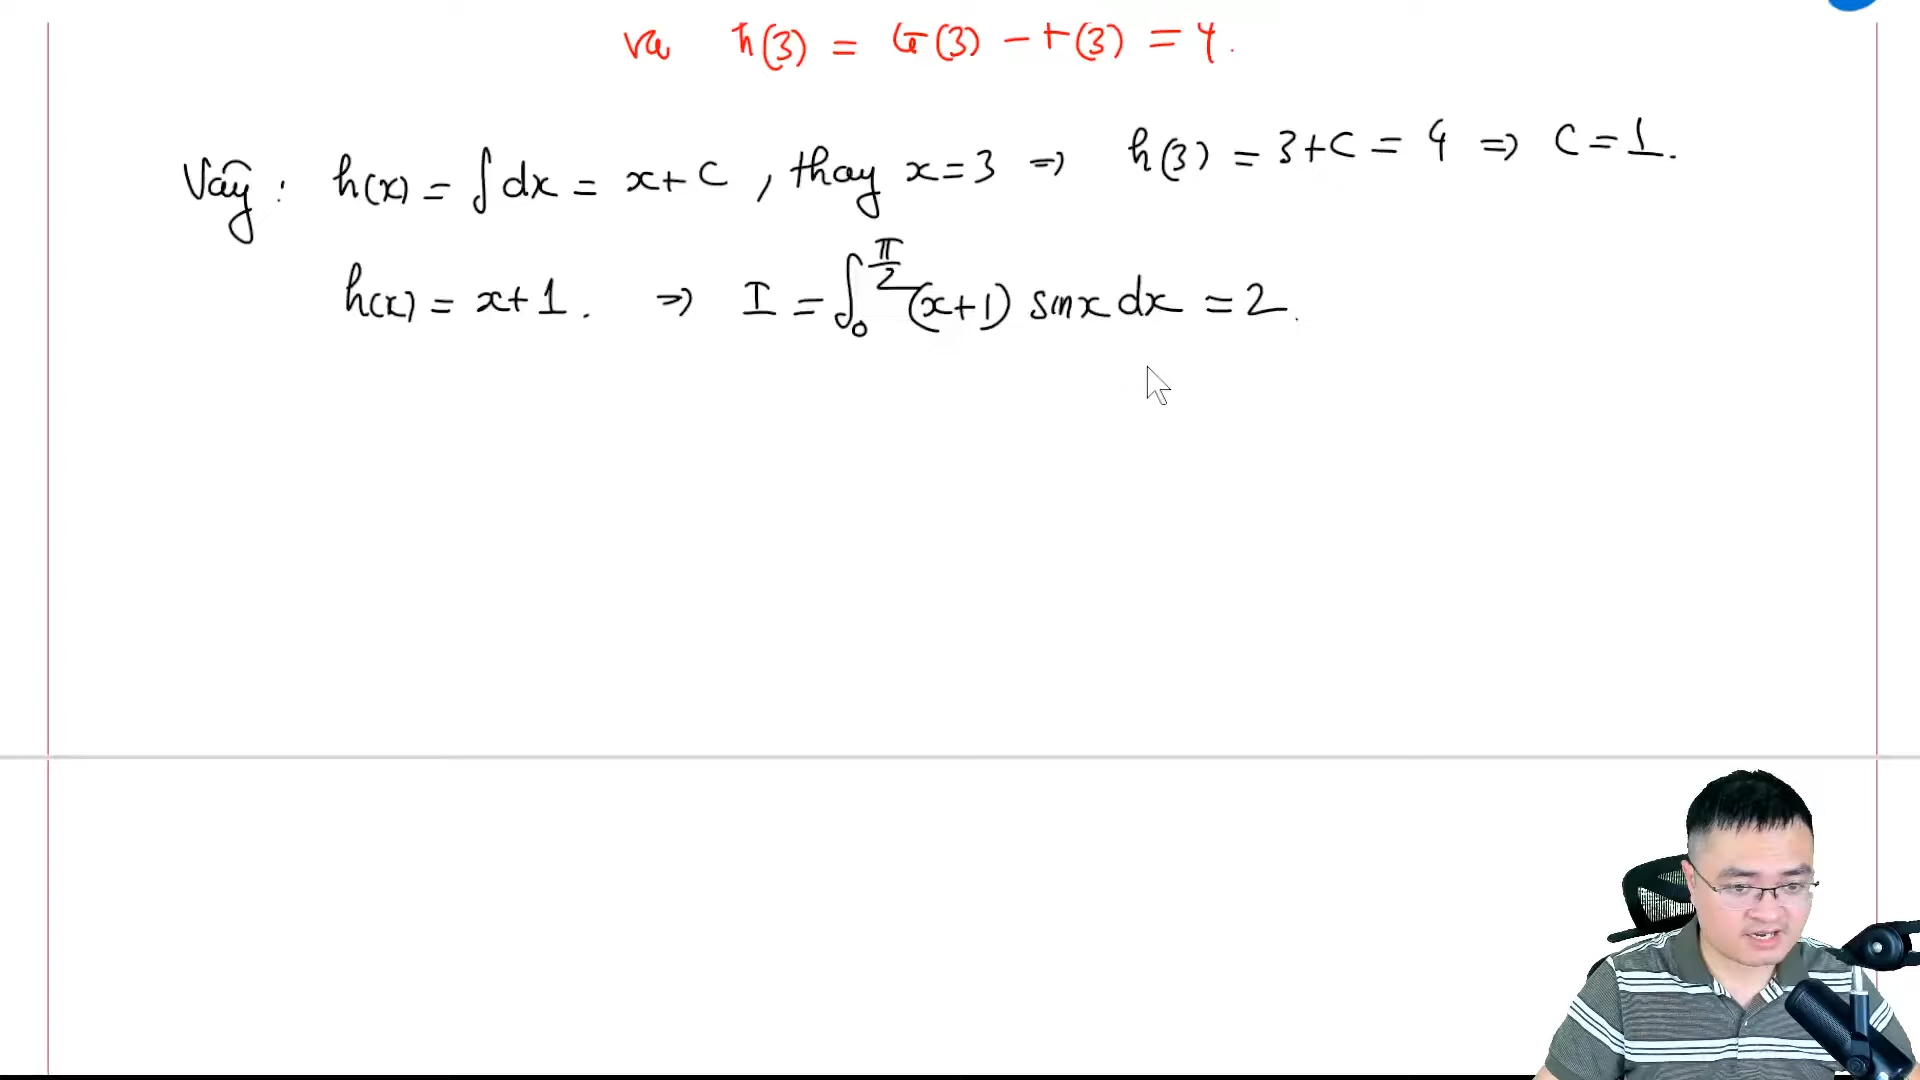 và h(3) = G(3) - F(3) = 4.
Vậy: h(x) = ∫dx = x+C, thay x=3 ⇒ h(3) = 3+C = 4 ⇒ C=1.
h(x) = x+1. ⇒ I = ∫₀^(π/2) (x+1) sinx dx = 2.